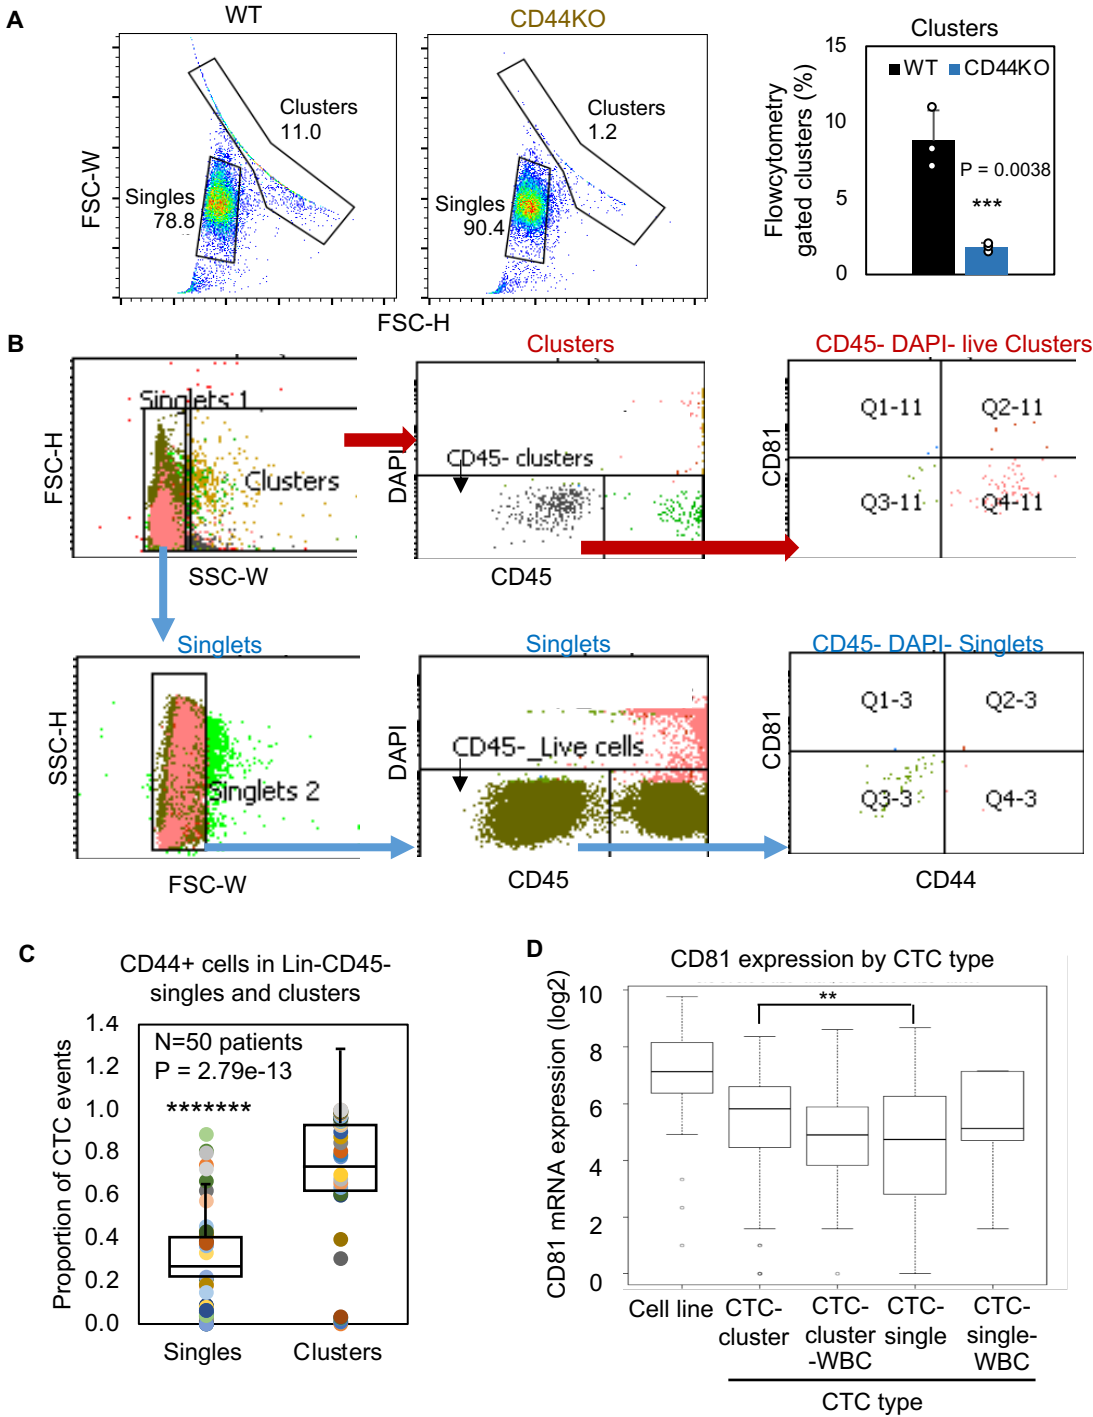 A
WT
CD44KO
Clusters
11.0
Singles
78.8
Clusters
1.2
Singles
90.4
FSC-W
FSC-H
Clusters
15
10
5
0
WT CD44KO
P = 0.0038
***
Flowcytometry
gated clusters (%)
B
Singlets 1
Clusters
FSC-H
SSC-W
Clusters
CD45- clusters
DAPI
CD45
CD45- DAPI- live Clusters
Q1-11
Q2-11
Q3-11
Q4-11
CD81
Singlets
Singlets 2
SSC-H
FSC-W
Singlets
CD45-_Live cells
DAPI
CD45
CD45- DAPI- Singlets
Q1-3
Q2-3
Q3-3
Q4-3
CD81
CD44
C
CD44+ cells in Lin-CD45-
singles and clusters
Proportion of CTC events
1.4
1.2
1.0
0.8
0.6
0.4
0.2
0.0
N=50 patients
P = 2.79e-13
*******
Singles
Clusters
D
CD81 expression by CTC type
CD81 mRNA expression (log2)
10
8
6
4
2
0
**
Cell line
CTC-
cluster
CTC-
cluster
-WBC
CTC-
single
CTC-
single-
WBC
CTC type